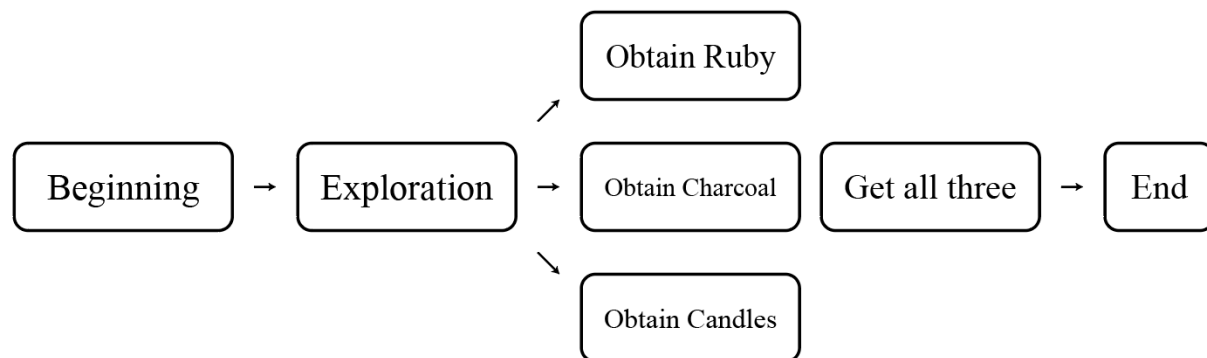 Obtain Ruby
Beginning
Exploration
Obtain Charcoal
Get all three
End
Obtain Candles